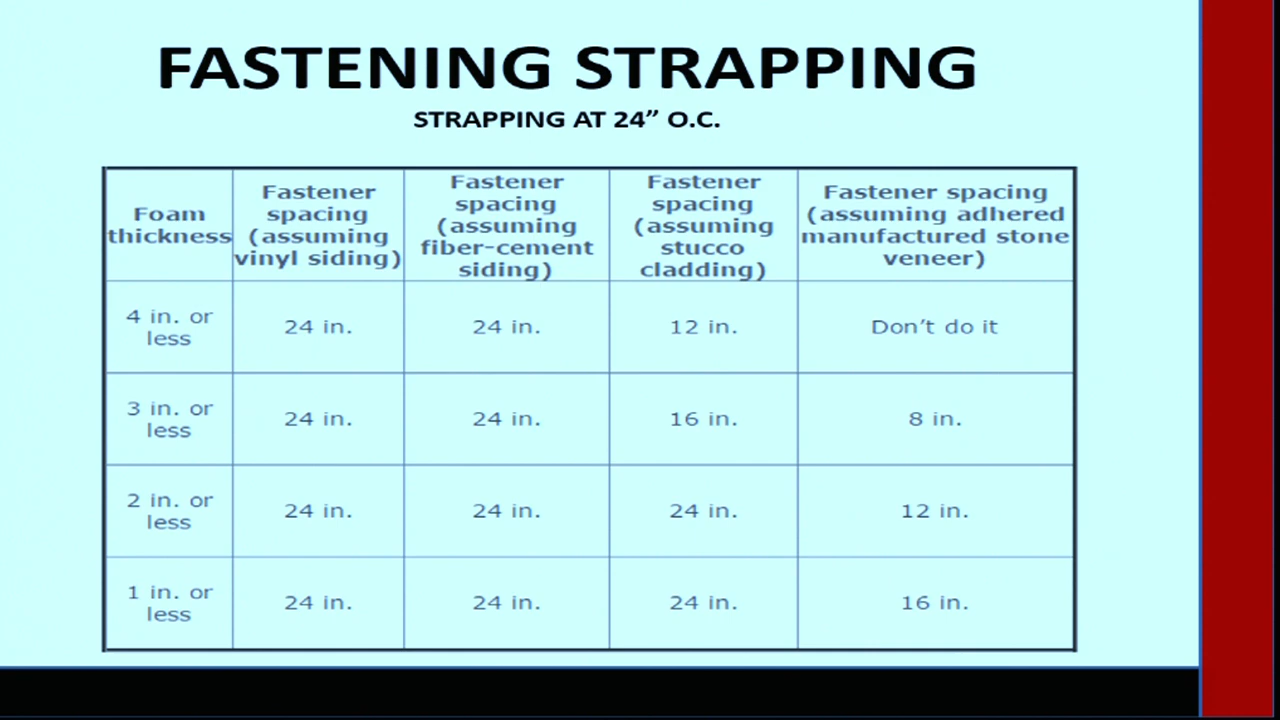 FASTENING STRAPPING
STRAPPING AT 24” O.C.
Foam
thickness
Fastener
spacing
(assuming
vinyl siding)
Fastener
spacing
(assuming
fiber-cement
siding)
Fastener
spacing
(assuming
stucco
cladding)
Fastener spacing
(assuming adhered
manufactured stone
veneer)
4 in. or
less
24 in.
24 in.
12 in.
Don’t do it
3 in. or
less
24 in.
24 in.
16 in.
8 in.
2 in. or
less
24 in.
24 in.
24 in.
12 in.
1 in. or
less
24 in.
24 in.
24 in.
16 in.